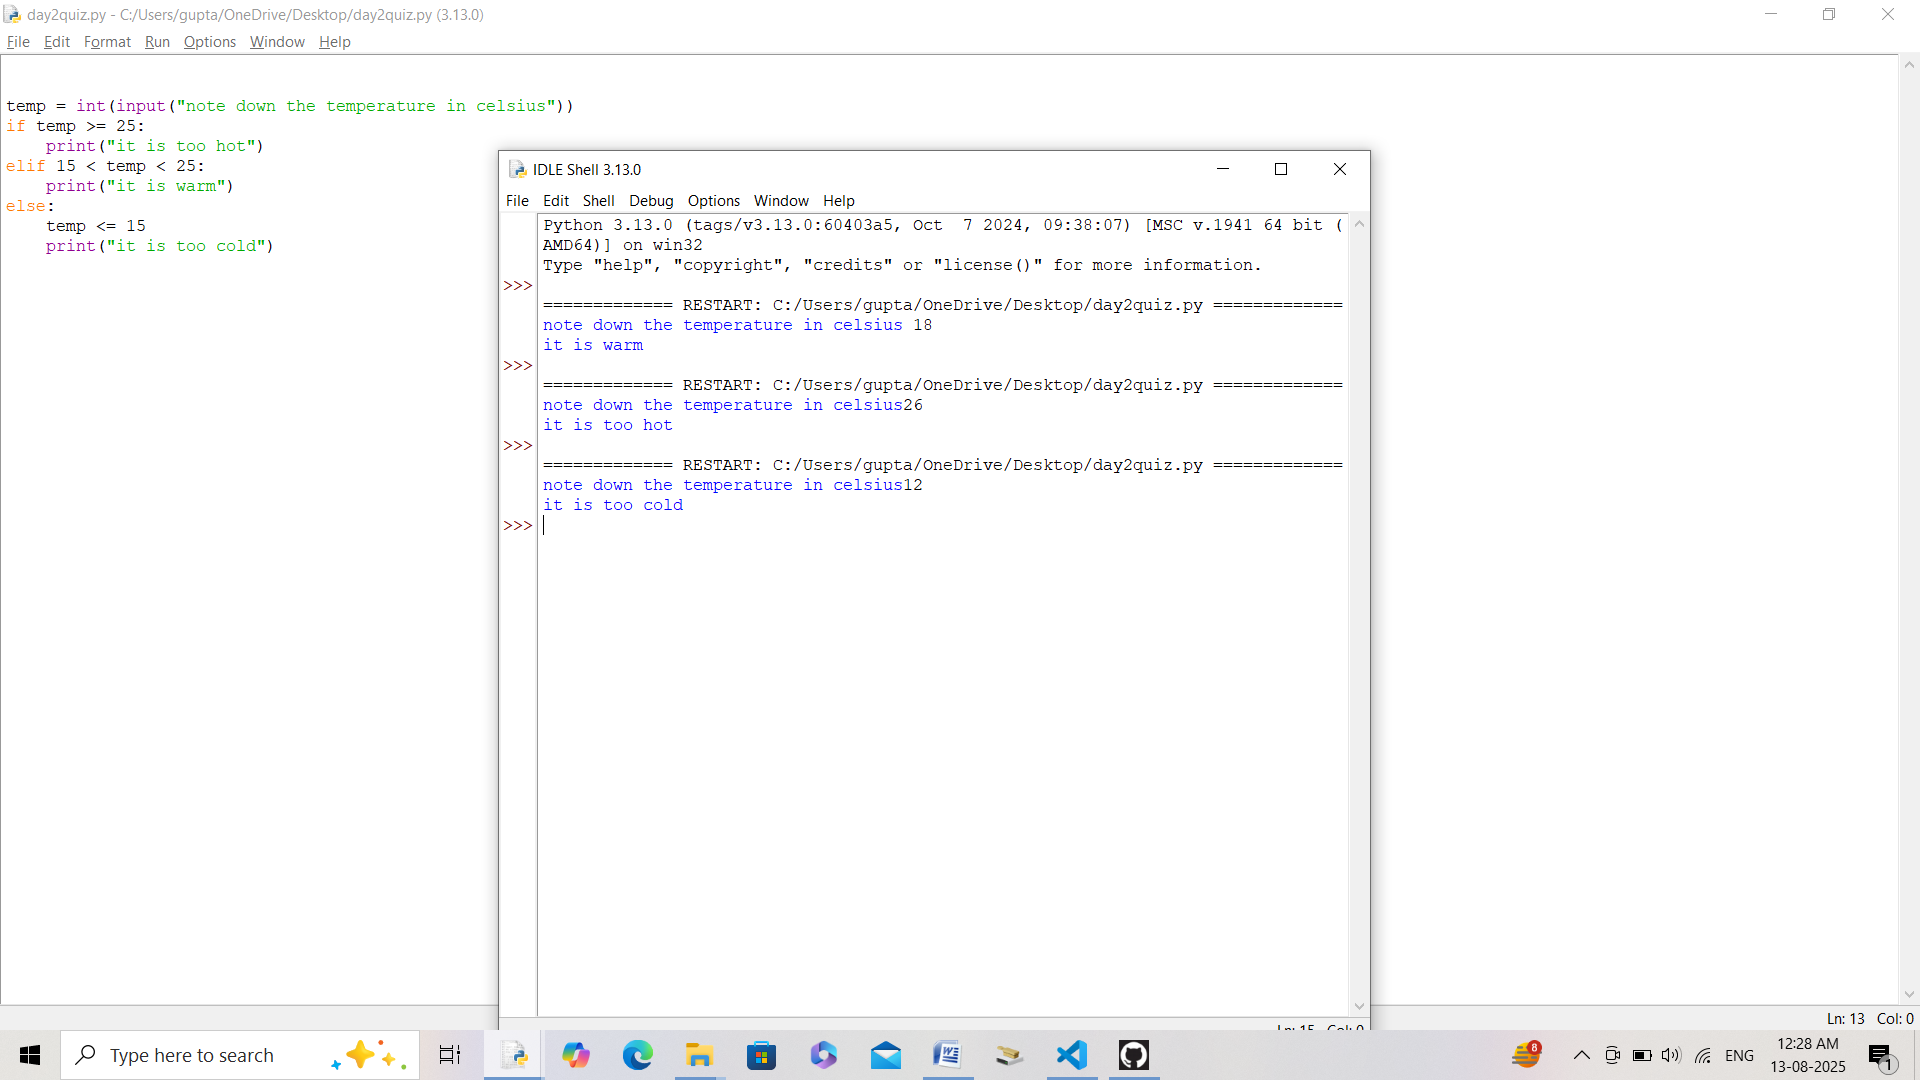 day2quiz.py - C:/Users/gupta/OneDrive/Desktop/day2quiz.py (3.13.0)
File Edit Format Run Options Window Help
temp = int(input("note down the temperature in celsius"))
if temp >= 25:
    print("it is too hot")
elif 15 < temp < 25:
    print("it is warm")
else:
    temp <= 15
    print("it is too cold")
IDLE Shell 3.13.0
File Edit Shell Debug Options Window Help
Python 3.13.0 (tags/v3.13.0:60403a5, Oct  7 2024, 09:38:07) [MSC v.1941 64 bit (
AMD64)] on win32
Type "help", "copyright", "credits" or "license()" for more information.
>>>
============= RESTART: C:/Users/gupta/OneDrive/Desktop/day2quiz.py =============
note down the temperature in celsius 18
it is warm
>>>
============= RESTART: C:/Users/gupta/OneDrive/Desktop/day2quiz.py =============
note down the temperature in celsius26
it is too hot
>>>
============= RESTART: C:/Users/gupta/OneDrive/Desktop/day2quiz.py =============
note down the temperature in celsius12
it is too cold
>>>
Ln: 15 Col: 0
Ln: 13 Col: 0
Type here to search
8
ENG
12:28 AM
13-08-2025
1